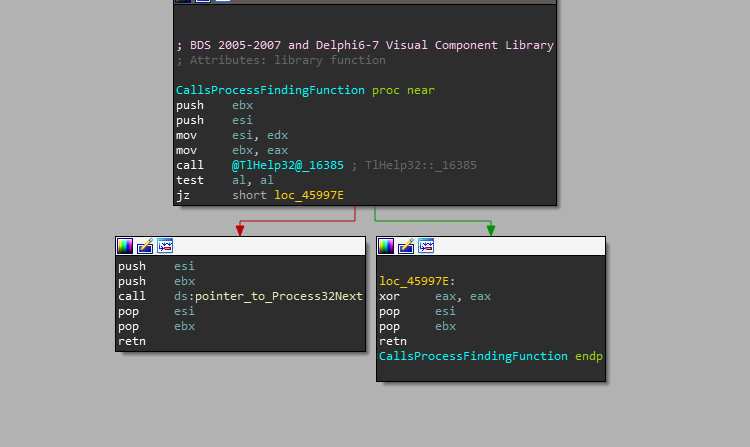 ; BDS 2005-2007 and Delphi6-7 Visual Component Library
; Attributes: library function
CallsProcessFindingFunction proc near
push ebx
push esi
mov esi, edx
mov ebx, eax
call @TlHelp32@_16385 ; TlHelp32::_16385
test al, al
jz short loc_45997E
push esi
push ebx
call ds:pointer_to_Process32Next
pop esi
pop ebx
retn
loc_45997E:
xor eax, eax
pop esi
pop ebx
retn
CallsProcessFindingFunction endp